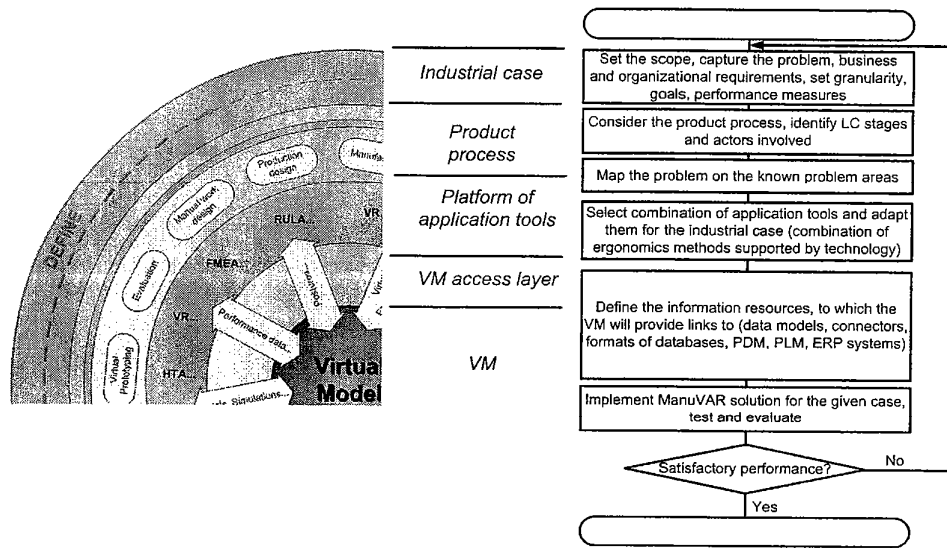 DEFINE
Virtual
Prototyping
Evaluation
Manual work
design
Production
design
HTA...
VR...
FMEA...
RULA...
VR
Performance data...
Simulations...
Virtual
Model
Industrial case
Product
process
Platform of
application tools
VM access layer
VM
Set the scope, capture the problem, business
and organizational requirements, set granularity,
goals, performance measures
Consider the product process, identify LC stages
and actors involved
Map the problem on the known problem areas
Select combination of application tools and adapt
them for the industrial case (combination of
ergonomics methods supported by technology)
Define the information resources, to which the
VM will provide links to (data models, connectors,
formats of databases, PDM, PLM, ERP systems)
Implement ManuVAR solution for the given case,
test and evaluate
Satisfactory performance?
No
Yes